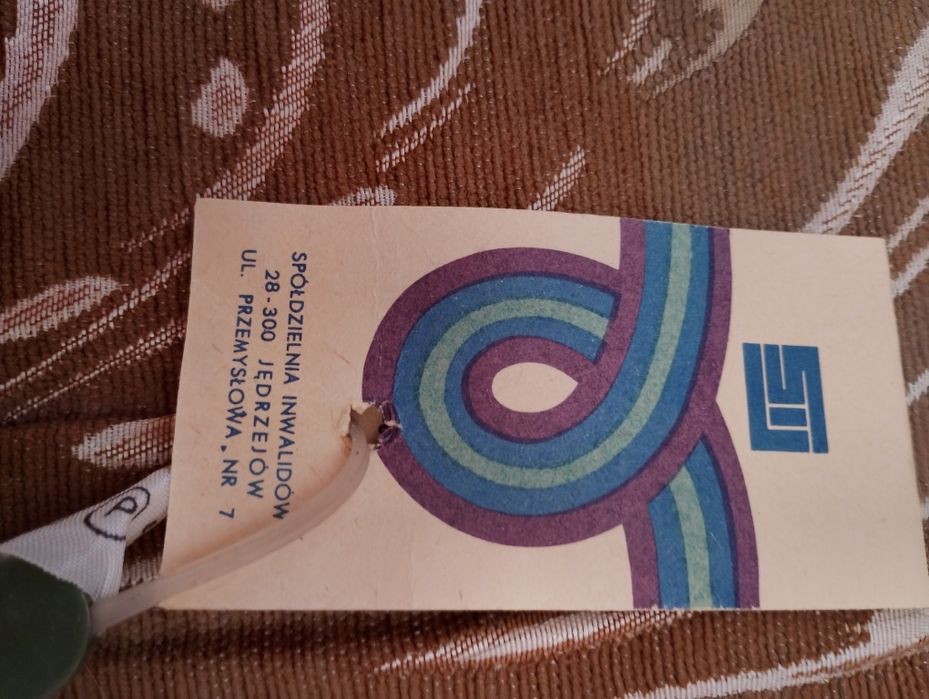 SPÓŁDZIELNIA INWALIDÓW
28-300 JĘDRZEJÓW
UL. PRZEMYSŁOWA. NR 7
P